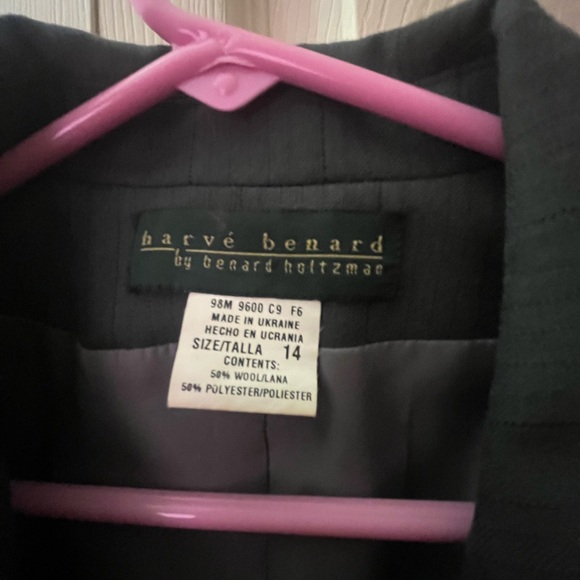 harvé benard
by benard holtzman
98M 9600 C9 F6
MADE IN UKRAINE
HECHO EN UCRANIA
SIZE/TALLA 14
CONTENTS:
50% WOOL/LANA
50% POLYESTER/POLIESTER